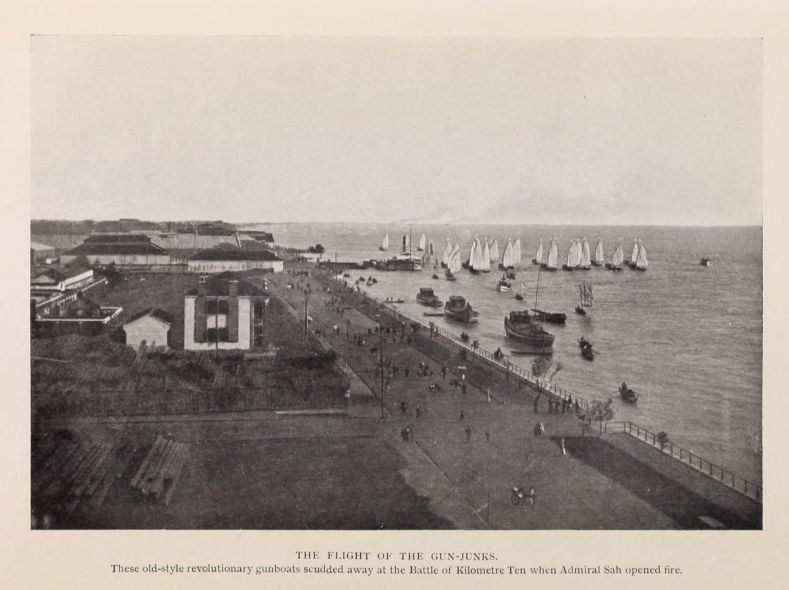 THE FLIGHT OF THE GUN-JUNKS.
These old-style revolutionary gunboats scudded away at the Battle of Kilometre Ten when Admiral Sah opened fire.